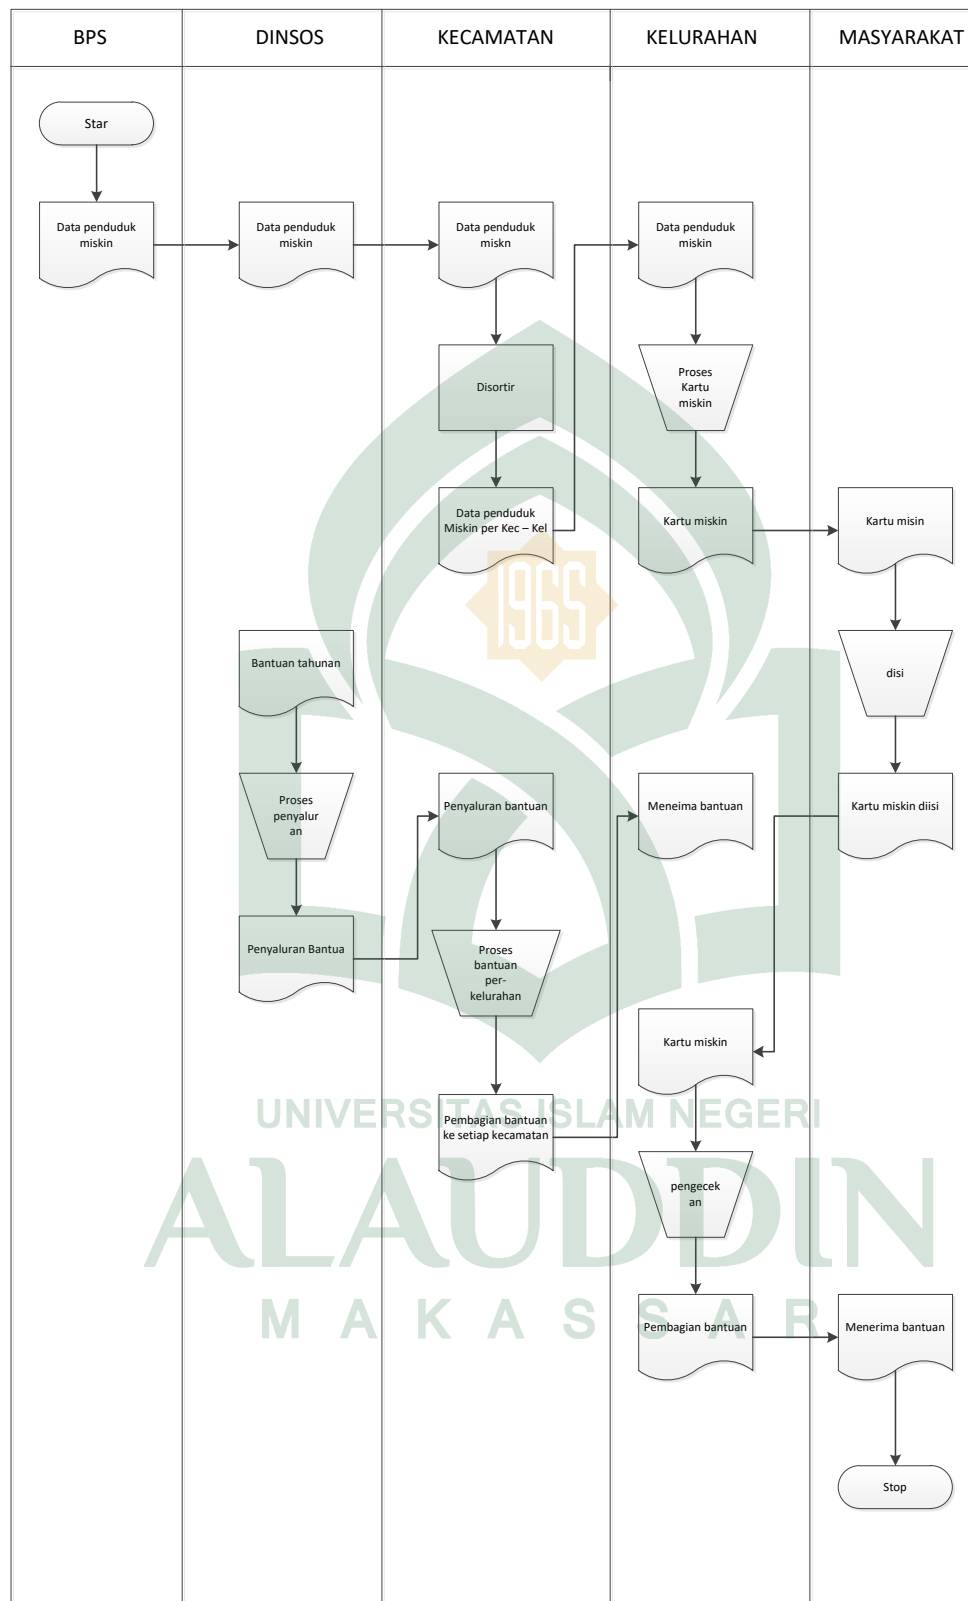 BPS
DINSOS
KECAMATAN
KELURAHAN
MASYARAKAT
Star
Data penduduk
miskin
Data penduduk
miskin
Data penduduk
miskn
Data penduduk
miskin
Disortir
Proses
Kartu
miskin
Data penduduk
Miskin per Kec – Kel
Kartu miskin
Kartu misin
1965
Bantuan tahunan
disi
Proses
penyalur
an
Penyaluran bantuan
Meneima bantuan
Kartu miskin diisi
Penyaluran Bantua
Proses
bantuan
per-
kelurahan
Kartu miskin
Pembagian bantuan
ke setiap kecamatan
UNIVERSITAS ISLAM NEGERI
pengecek
an
ALAUDDIN
MAKASSAR
Pembagian bantuan
Menerima bantuan
Stop